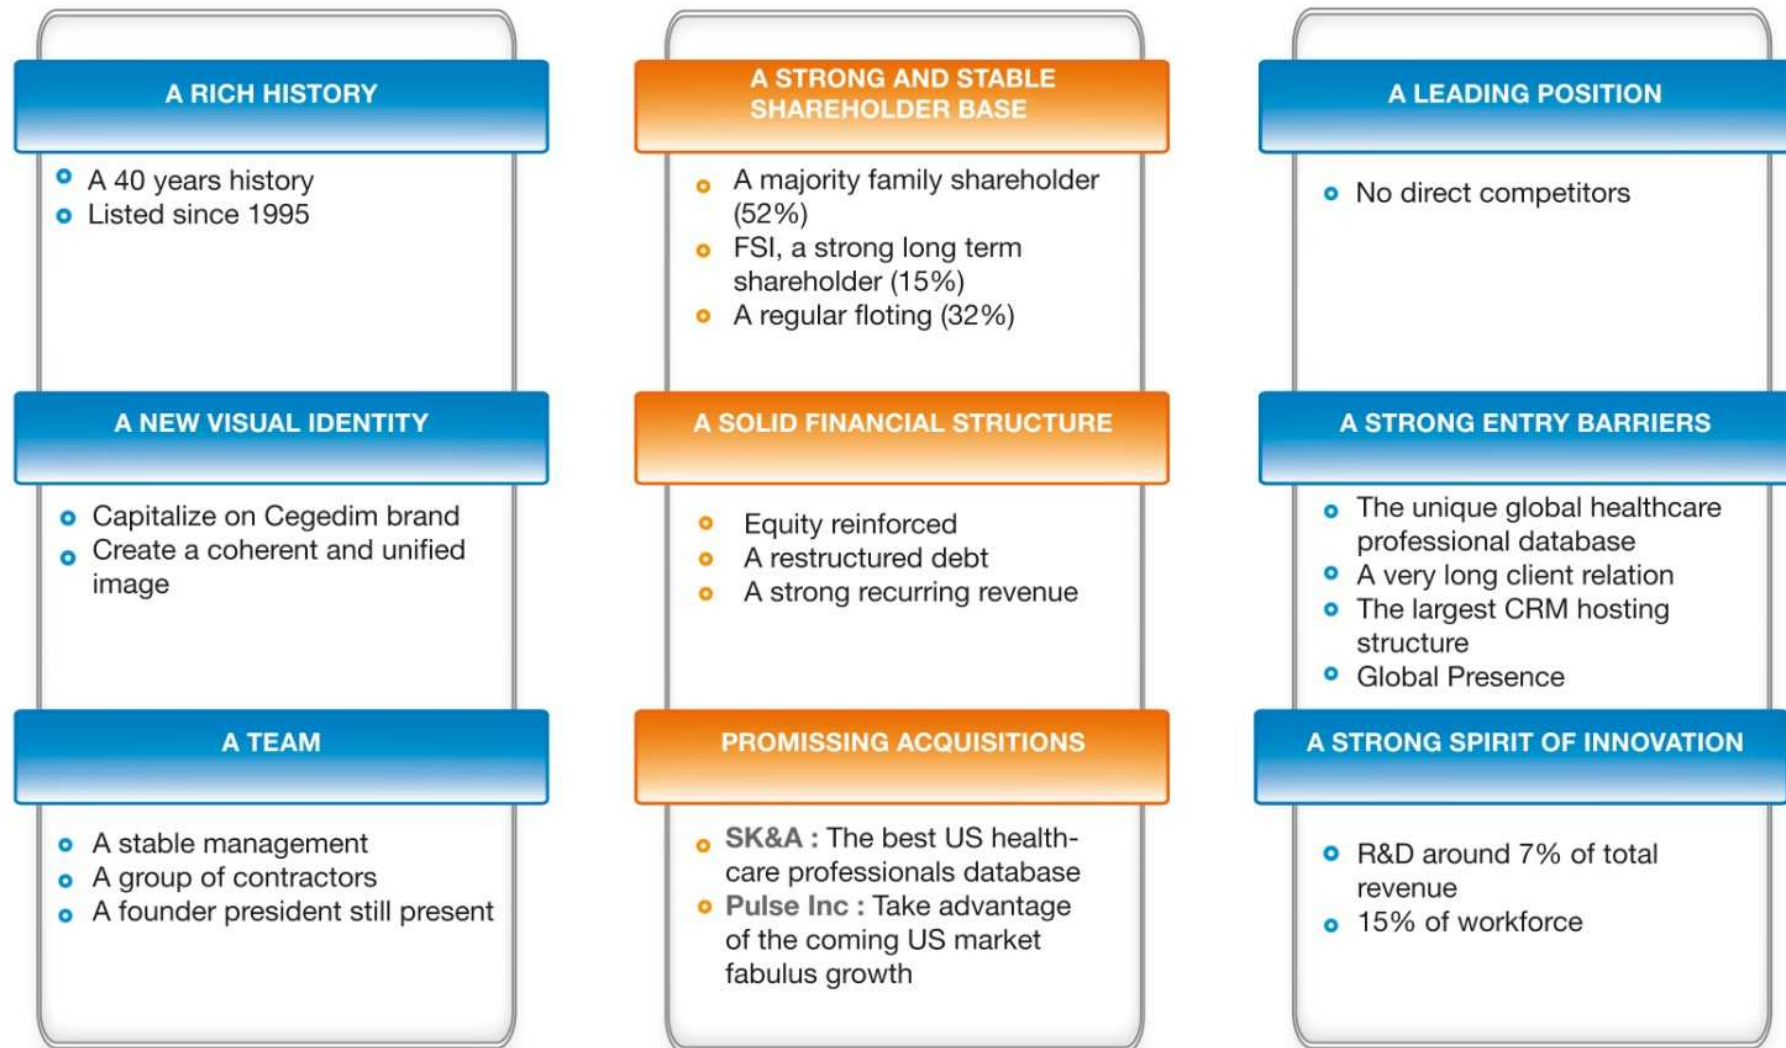 A RICH HISTORY
A 40 years history
Listed since 1995
A NEW VISUAL IDENTITY
Capitalize on Cegedim brand
Create a coherent and unified
image
A TEAM
A stable management
A group of contractors
A founder president still present
A STRONG AND STABLE
SHAREHOLDER BASE
A majority family shareholder
(52%)
FSI, a strong long term
shareholder (15%)
A regular floting (32%)
A SOLID FINANCIAL STRUCTURE
Equity reinforced
A restructured debt
A strong recurring revenue
PROMISSING ACQUISITIONS
SK&A : The best US health-
care professionals database
Pulse Inc : Take advantage
of the coming US market
fabulus growth
A LEADING POSITION
No direct competitors
A STRONG ENTRY BARRIERS
The unique global healthcare
professional database
A very long client relation
The largest CRM hosting
structure
Global Presence
A STRONG SPIRIT OF INNOVATION
R&D around 7% of total
revenue
15% of workforce